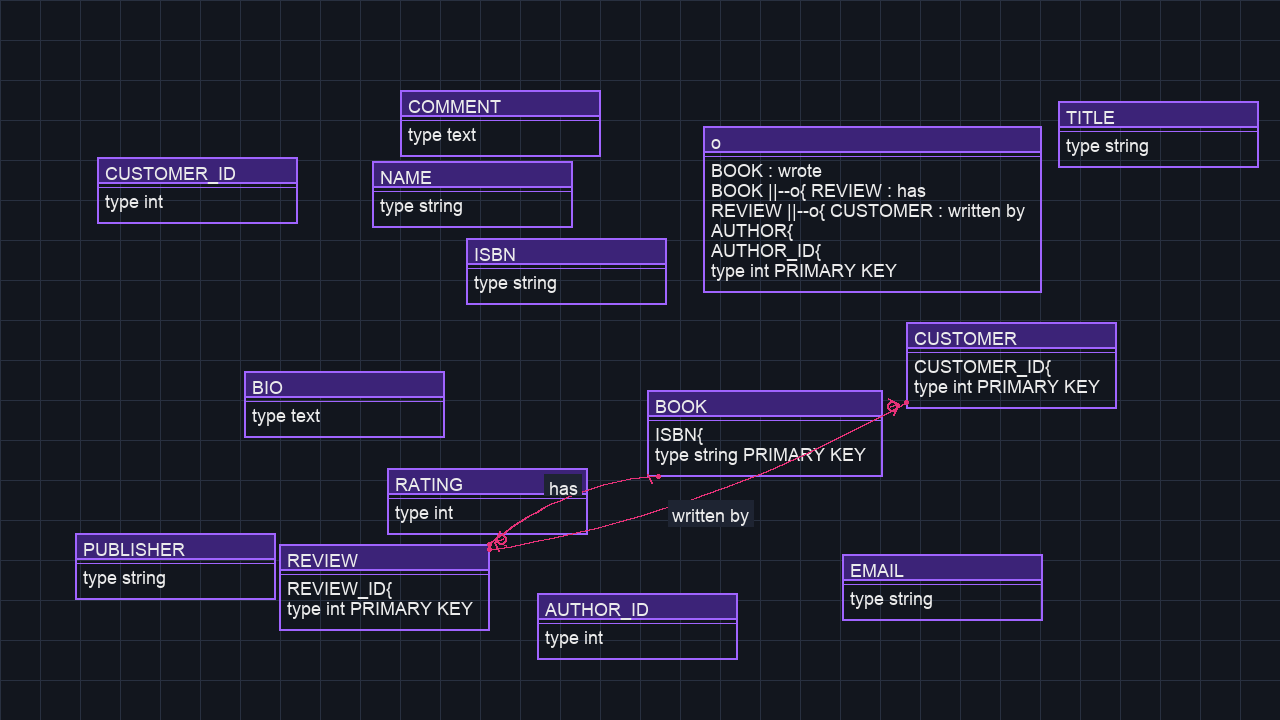 COMMENT
type text
TITLE
type string
o
BOOK : wrote
BOOK ||--o{ REVIEW : has
REVIEW ||--o{ CUSTOMER : written by
AUTHOR{
AUTHOR_ID{
type int PRIMARY KEY
CUSTOMER_ID
type int
NAME
type string
ISBN
type string
CUSTOMER
CUSTOMER_ID{
type int PRIMARY KEY
BIO
type text
BOOK
ISBN{
type string PRIMARY KEY
RATING
type int
has
written by
PUBLISHER
type string
REVIEW
REVIEW_ID{
type int PRIMARY KEY
EMAIL
type string
AUTHOR_ID
type int